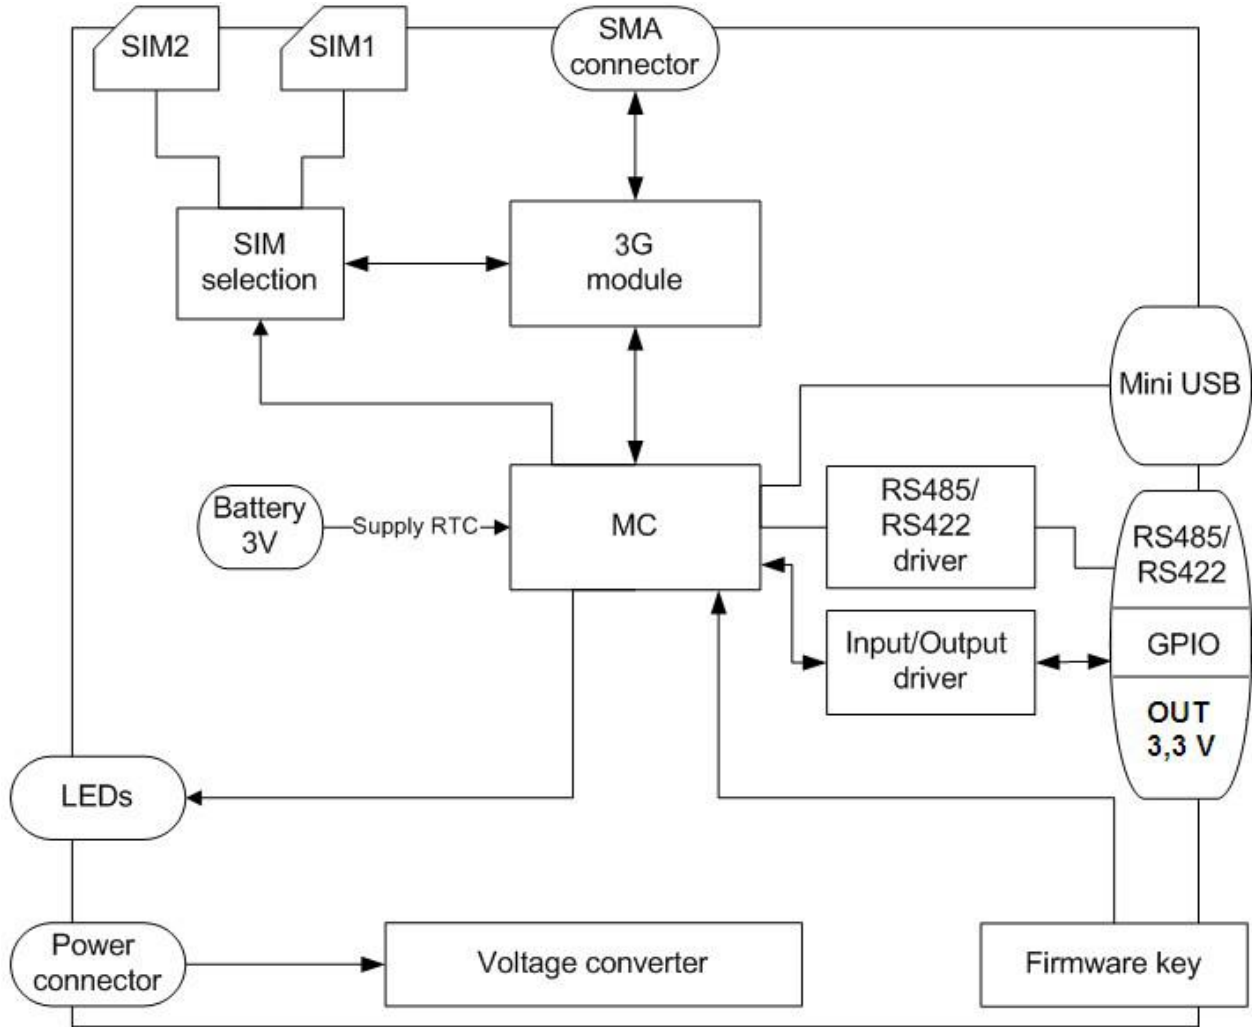 SIM2
SIM1
SMA
connector
SIM
selection
3G
module
Mini USB
Battery
3V
Supply RTC
MC
RS485/
RS422
driver
RS485/
RS422
Input/Output
driver
GPIO
OUT
3,3 V
LEDs
Power
connector
Voltage converter
Firmware key